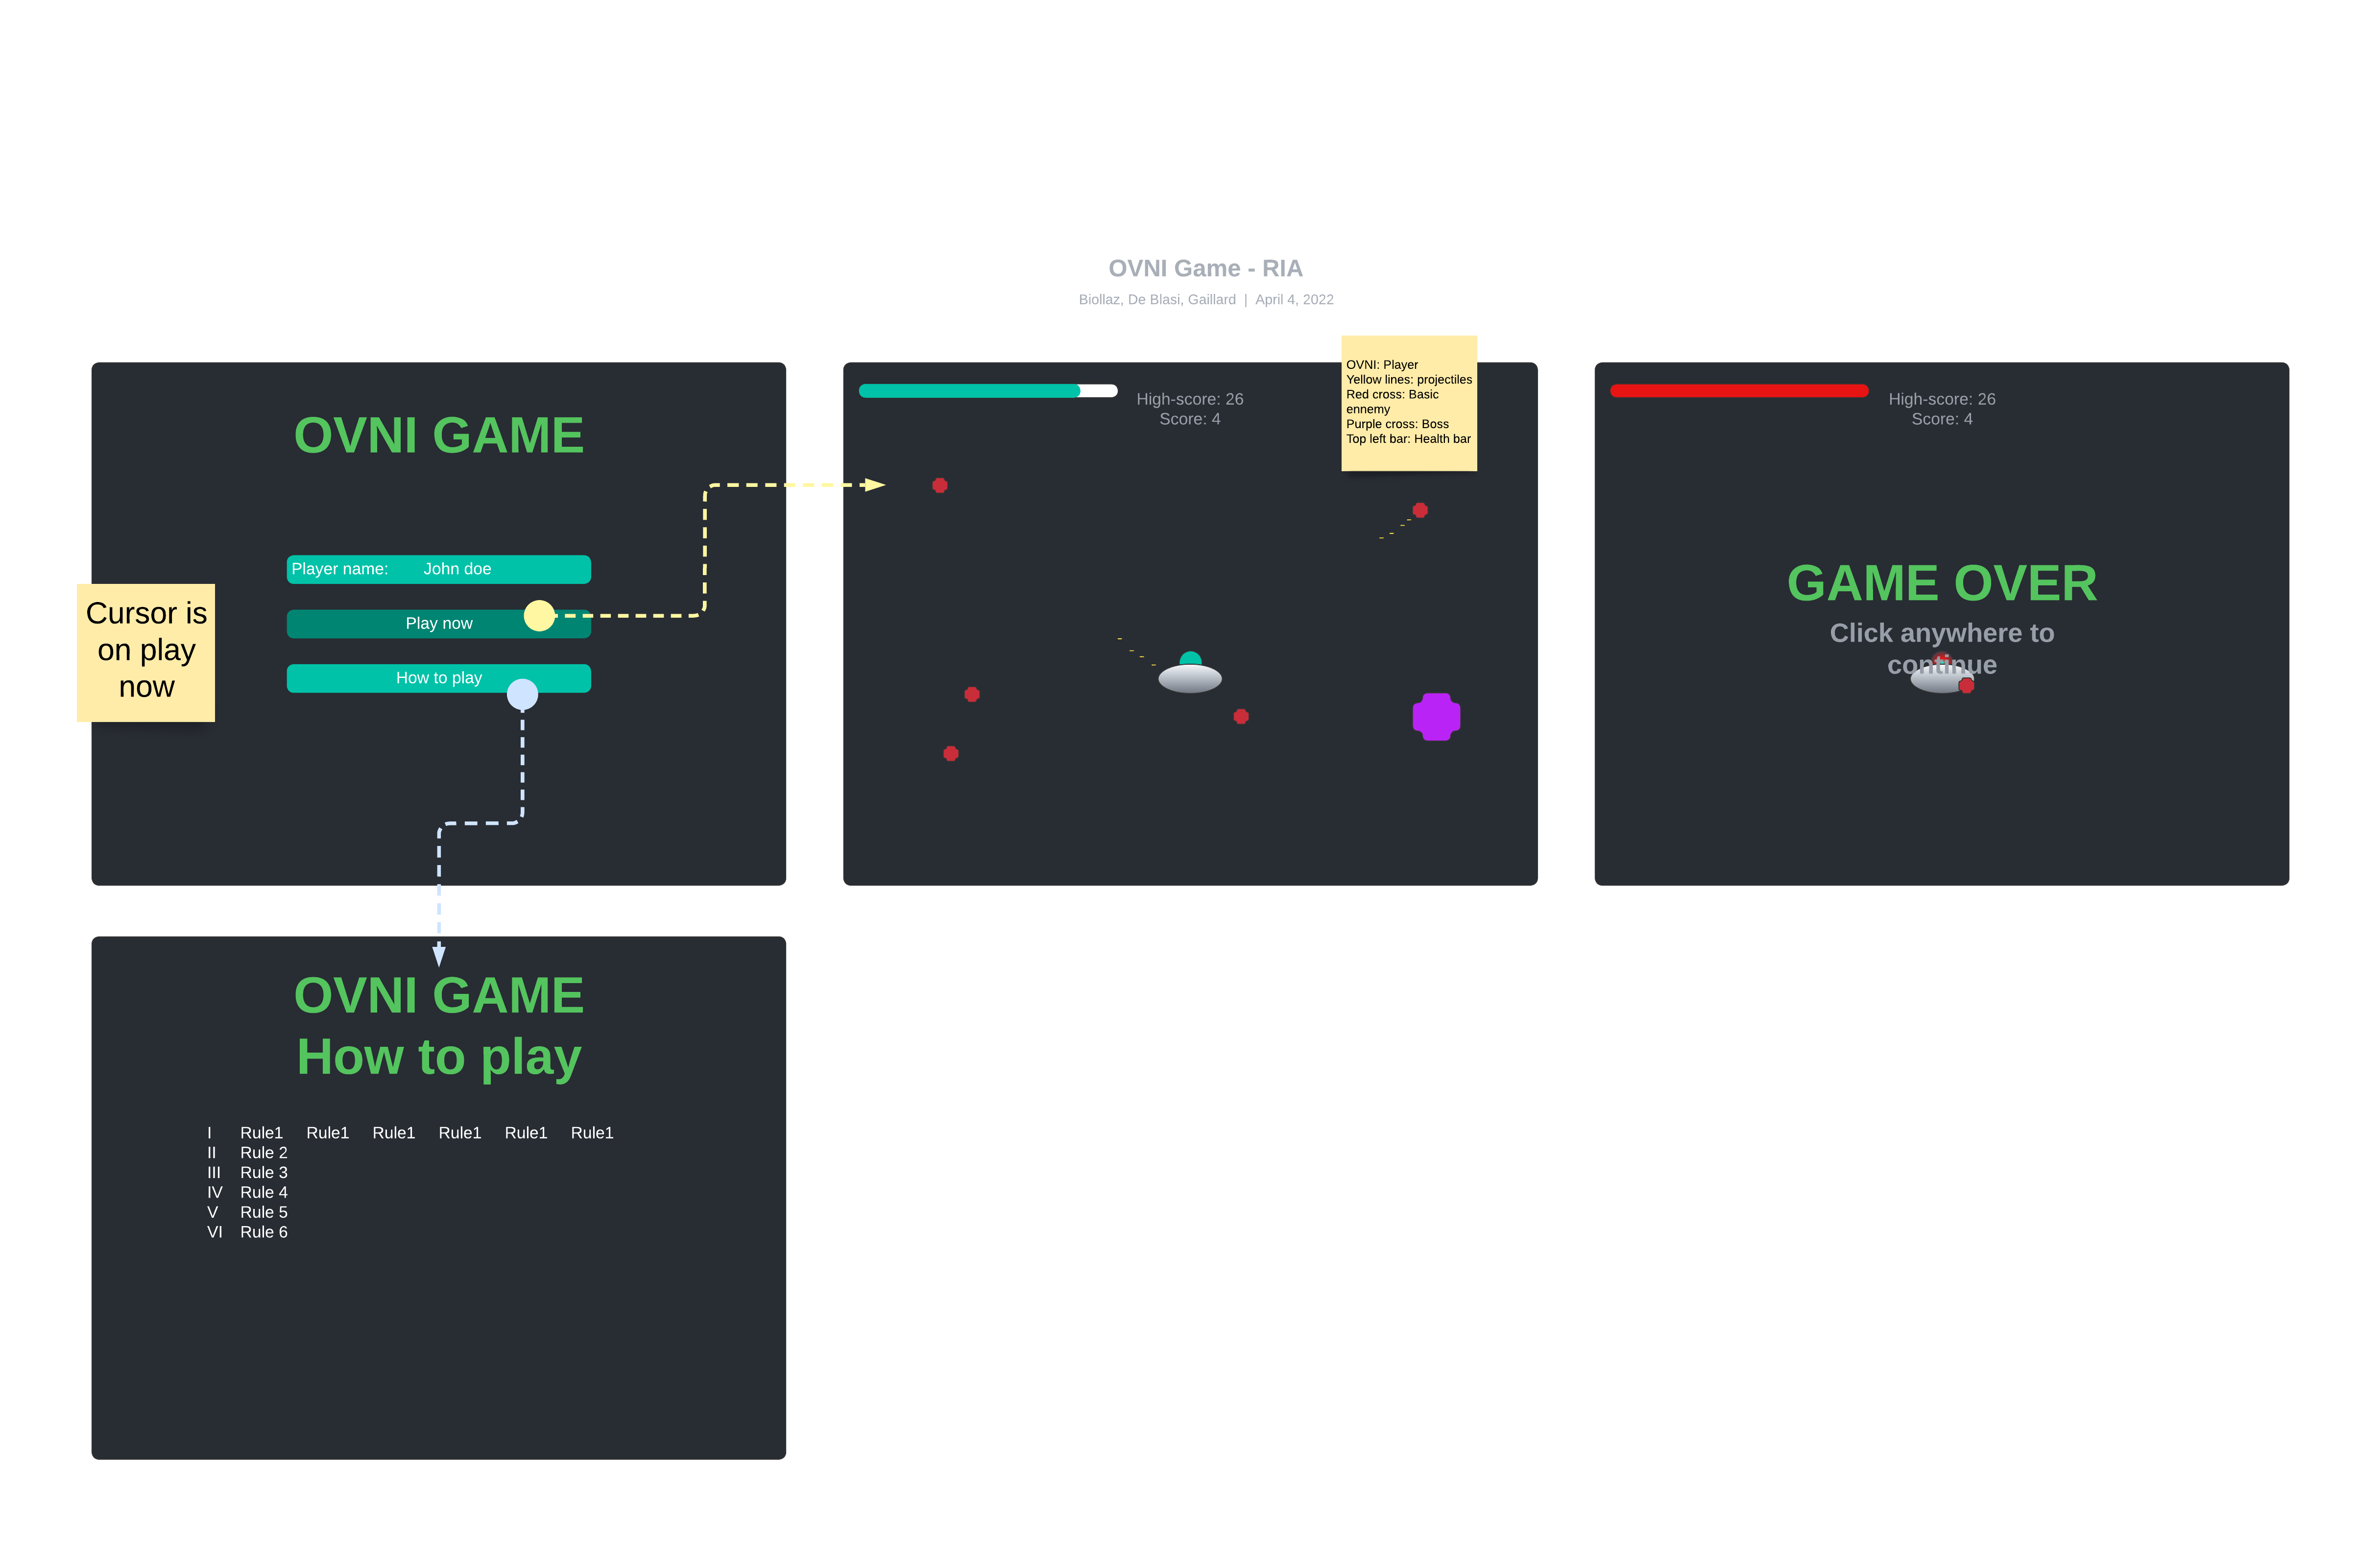 OVNI Game - RIA
Biollaz, De Blasi, Gaillard | April 4, 2022
OVNI GAME
Player name: John doe
Play now
How to play
Cursor is
on play
now
High-score: 26
Score: 4
OVNI: Player
Yellow lines: projectiles
Red cross: Basic
ennemy
Purple cross: Boss
Top left bar: Health bar
High-score: 26
Score: 4
GAME OVER
Click anywhere to
continue
OVNI GAME
How to play
I Rule1 Rule1 Rule1 Rule1 Rule1 Rule1
II Rule 2
III Rule 3
IV Rule 4
V Rule 5
VI Rule 6